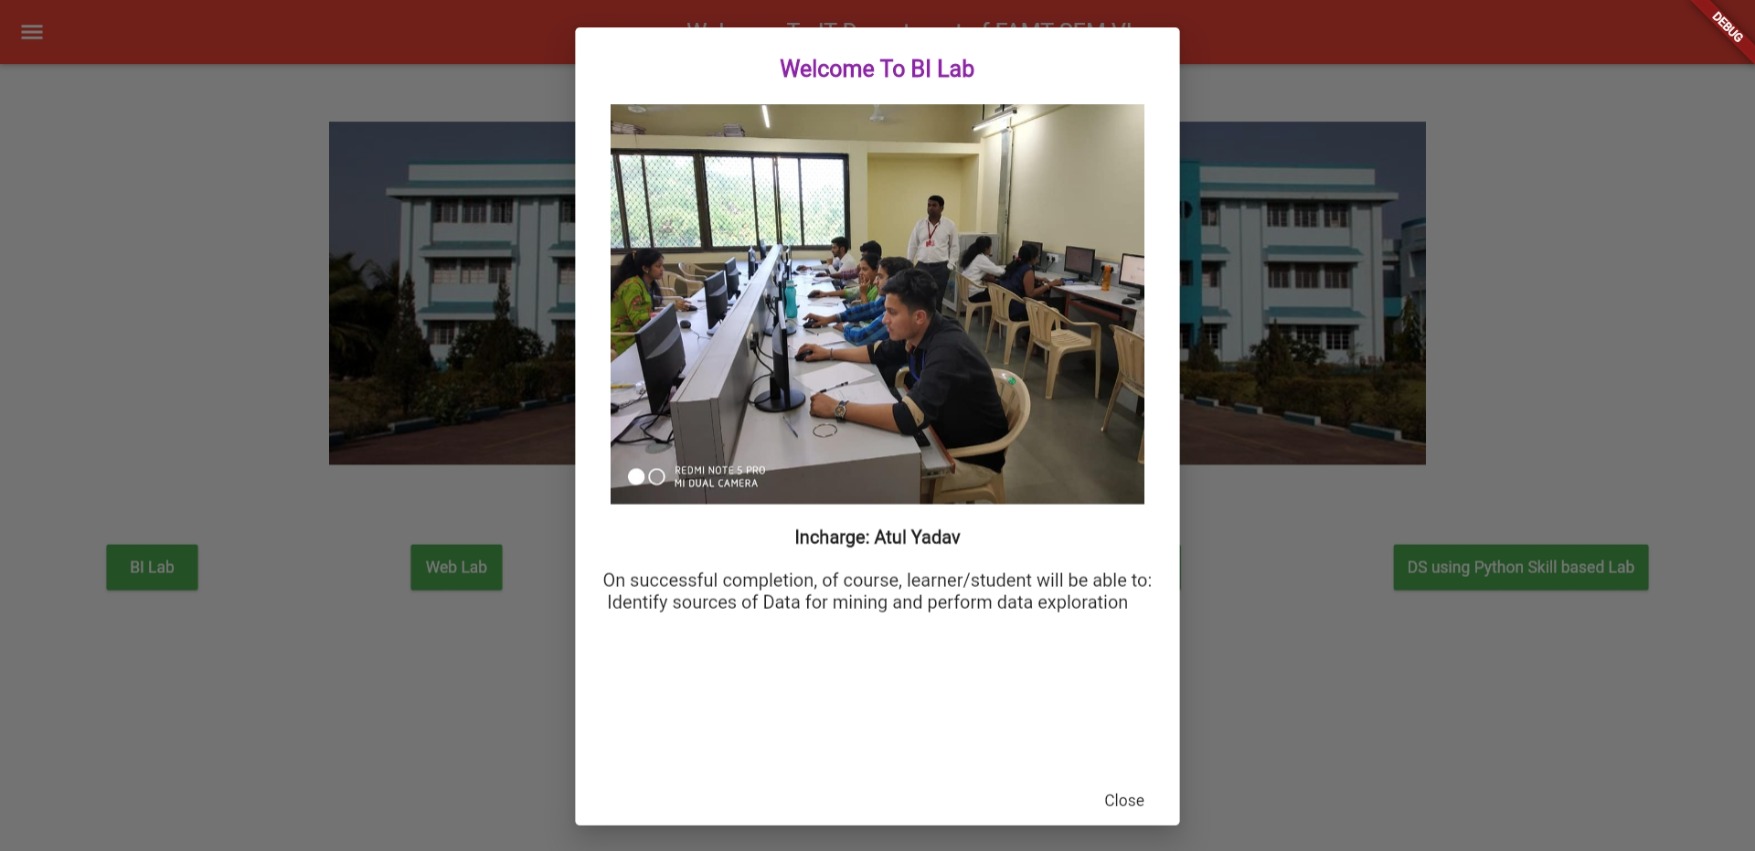 DEBUG
Welcome To BI Lab
REDMI NOTE 5 PRO
MI DUAL CAMERA
Incharge: Atul Yadav
BI Lab
Web Lab
DS using Python Skill based Lab
On successful completion, of course, learner/student will be able to:
Identify sources of Data for mining and perform data exploration
Close